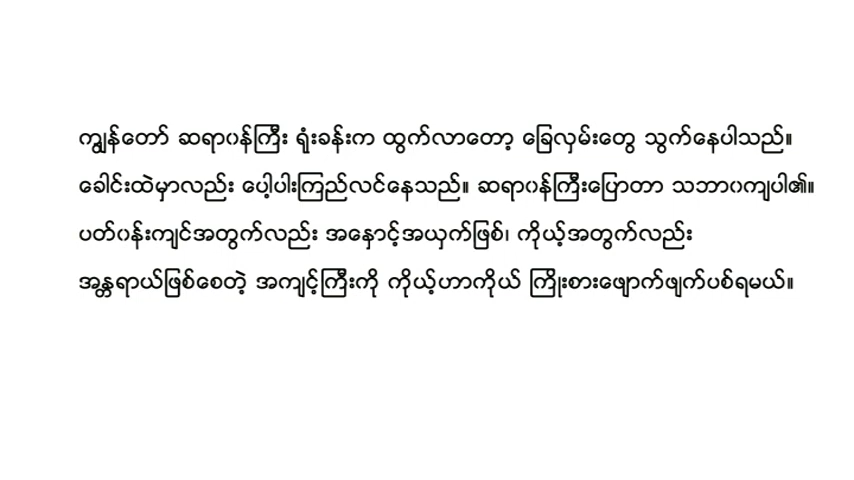 ကျွန်တော် ဆရာဝန်ကြီး ရုံးခန်းက ထွက်လာတော့ ခြေလှမ်းတွေ သွက်နေပါသည်။
ခေါင်းထဲမှာလည်း ပေါ့ပါးကြည်လင်နေသည်။ ဆရာဝန်ကြီးပြောတာ သဘာဝကျပါ၏။
ပတ်ဝန်းကျင်အတွက်လည်း အနှောင့်အယှက်ဖြစ်၊ ကိုယ့်အတွက်လည်း
အန္တရာယ်ဖြစ်စေတဲ့ အကျင့်ကြီးကို ကိုယ့်ဟာကိုယ် ကြိုးစားဖျောက်ဖျက်ပစ်ရမယ်။